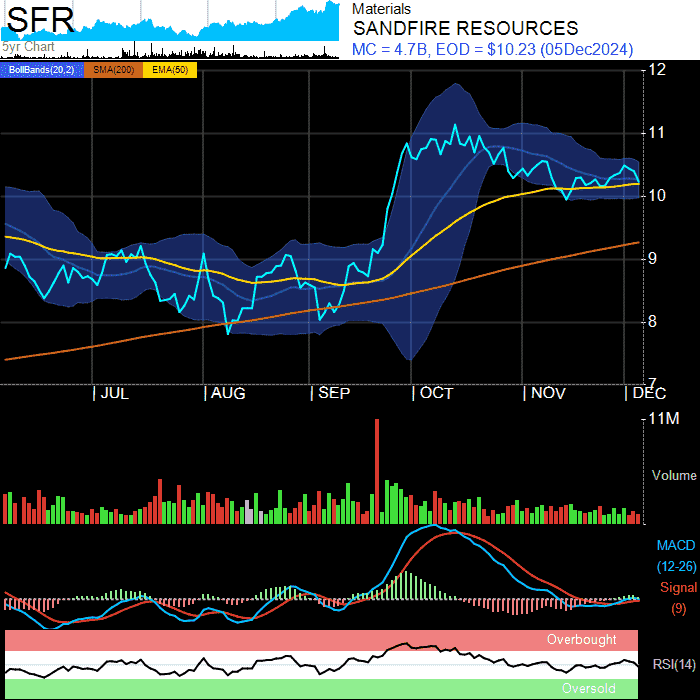 SFR
5yr Chart
Materials
SANDFIRE RESOURCES
MC = 4.7B, EOD = $10.23 (05Dec2024)
BollBands(20,2) SMA(200) EMA(50)
12
11
10
9
8
7
| JUL | AUG | SEP | OCT | NOV | DEC
11M
Volume
MACD
(12-26)
Signal
(9)
Overbought
RSI(14)
Oversold